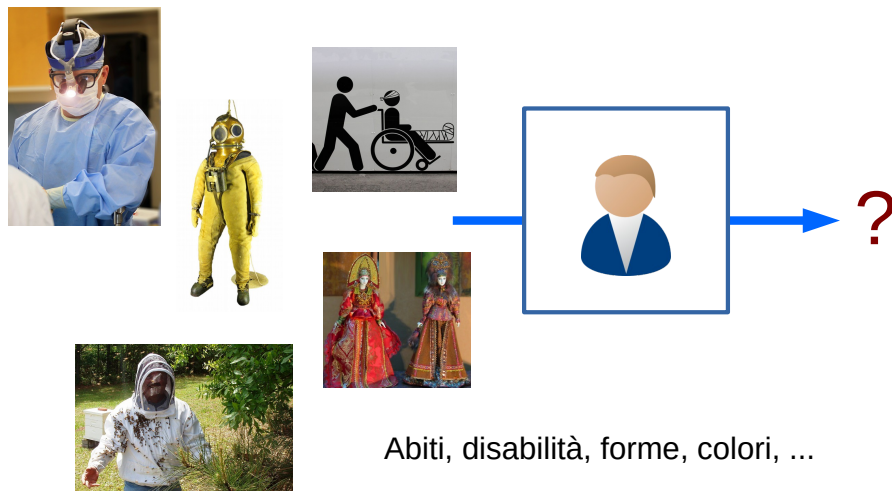 ?
Abiti, disabilità, forme, colori, ...